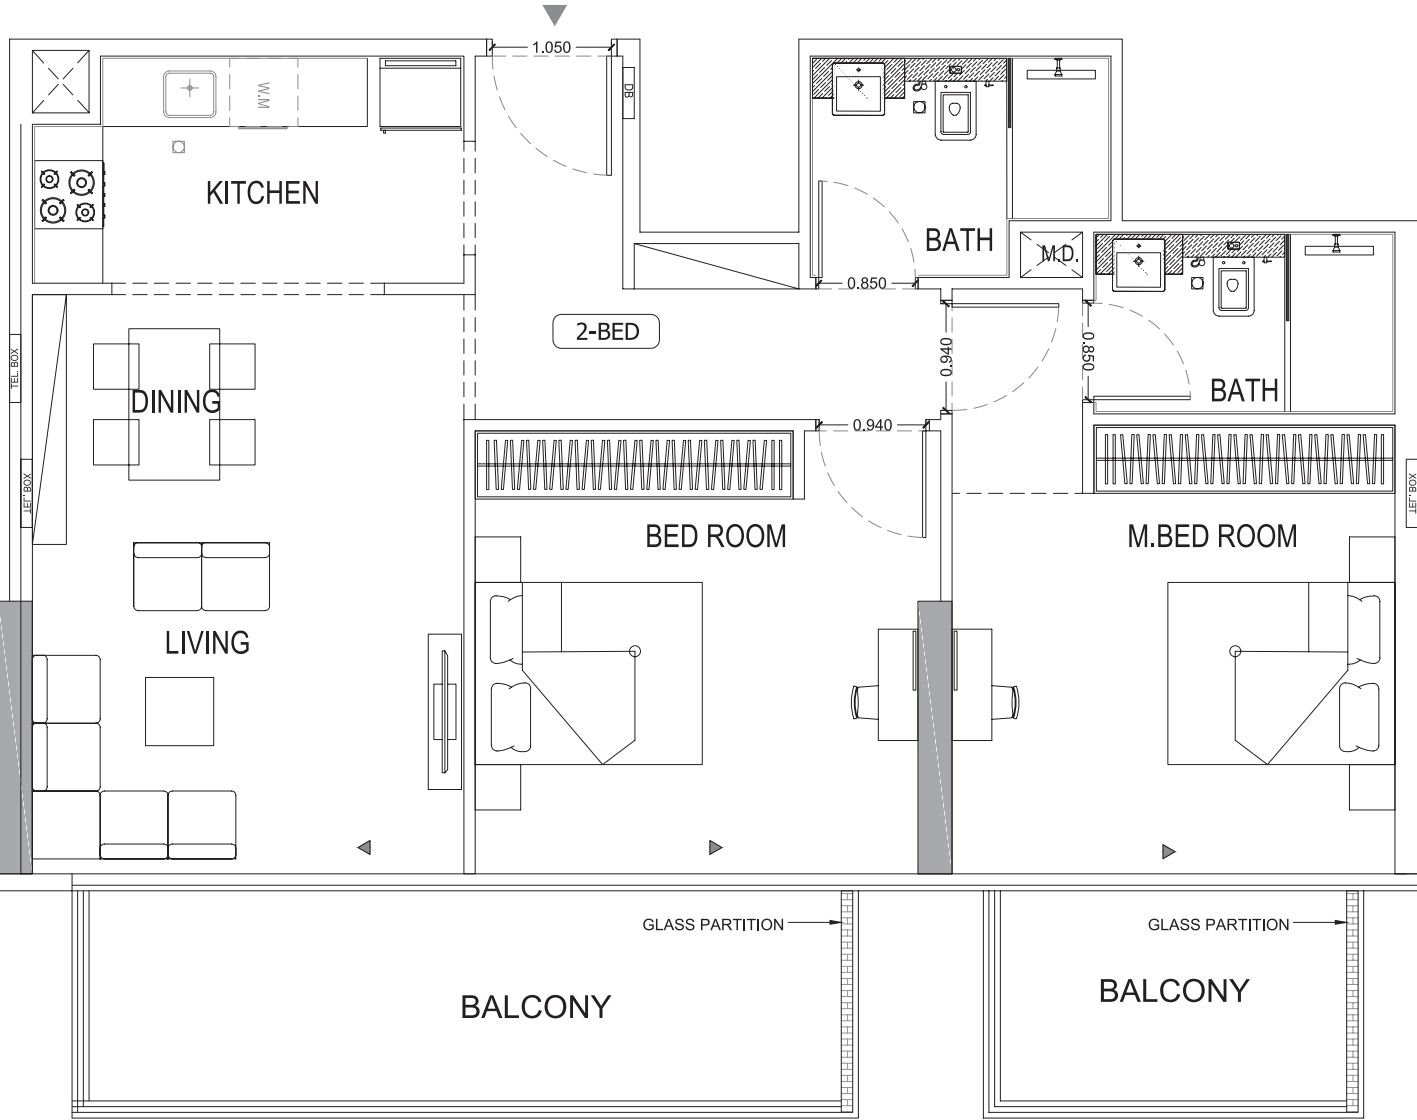 1.050
W.M
DB
KITCHEN
BATH
M.D.
0.850
2-BED
0.940
0.850
TEL. BOX
BATH
DINING
0.940
TEL. BOX
TEL. BOX
BED ROOM
M.BED ROOM
LIVING
GLASS PARTITION
GLASS PARTITION
BALCONY
BALCONY